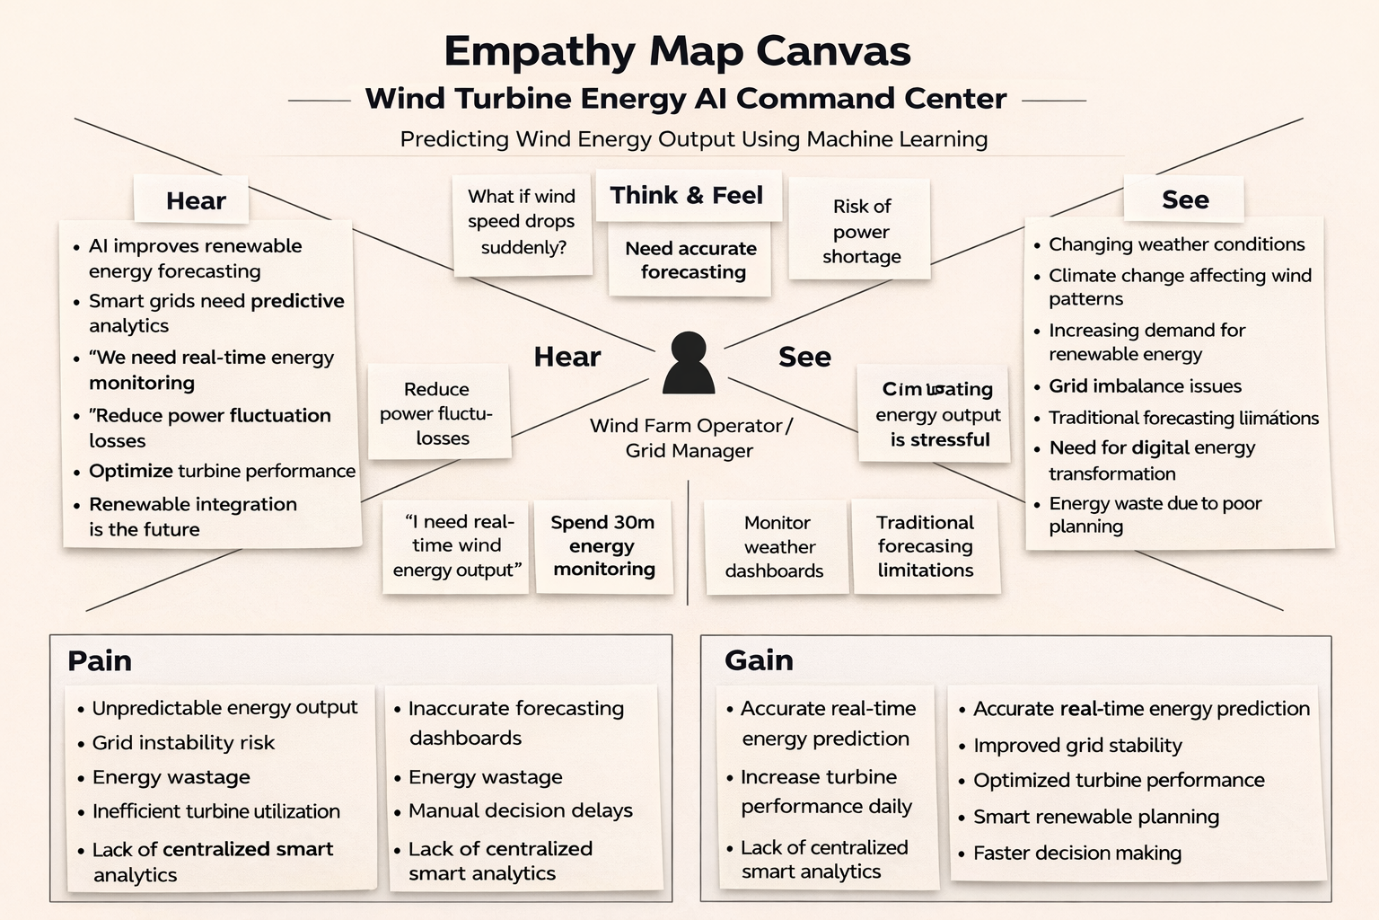 Empathy Map Canvas
Wind Turbine Energy AI Command Center
Predicting Wind Energy Output Using Machine Learning
Hear
• AI improves renewable
energy forecasting
• Smart grids need predictive
analytics
• “We need real-time energy
monitoring
• "Reduce power fluctuation
losses
• Optimize turbine performance
• Renewable integration
is the future
What if wind
speed drops
suddenly?
Think & Feel
Need accurate
forecasting
Risk of
power
shortage
See
• Changing weather conditions
• Climate change affecting wind
patterns
• Increasing demand for
renewable energy
• Grid imbalance issues
• Traditional forecasting
• Need for digital energy
transformation
• Energy waste due to poor
planning
Hear
See
Reduce
power fluctu-
losses
Wind Farm Operator/
Grid Manager
energy output
is stressful
“I need real-
time wind
energy output”
Spend 30m
energy
monitoring
Monitor
weather
dashboards
Traditional
forecasing
limitations
Pain
• Unpredictable energy output
• Grid instability risk
• Energy wastage
• Inefficient turbine utilization
• Lack of centralized smart
analytics
• Inaccurate forecasting
dashboards
• Energy wastage
• Manual decision delays
• Lack of centralized
smart analytics
Gain
• Accurate real-time
energy prediction
• Increase turbine
performance daily
• Lack of centralized
smart analytics
• Accurate real-time energy prediction
• Improved grid stability
• Optimized turbine performance
• Smart renewable planning
• Faster decision making